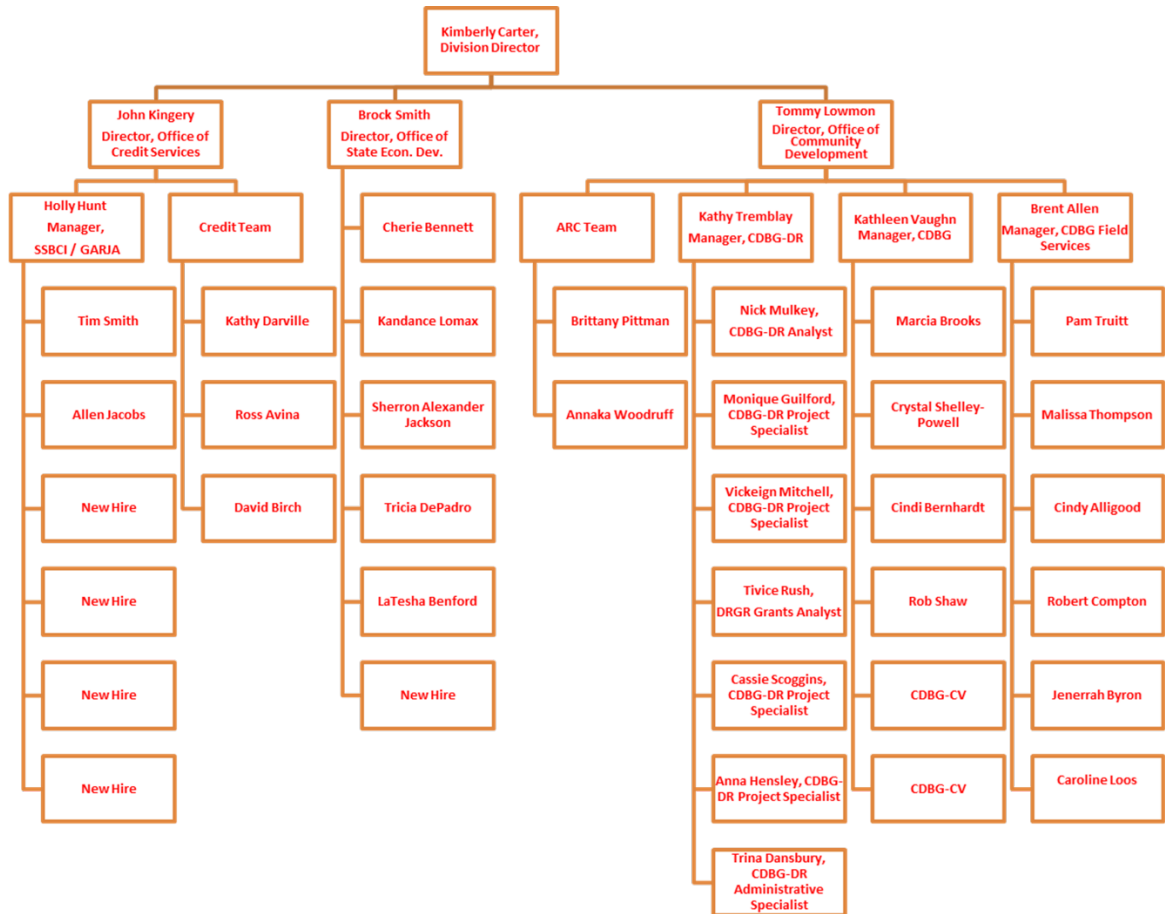 Kimberly Carter,
Division Director
John Kingery
Director, Office of
Credit Services
Brock Smith
Director, Office of
State Econ. Dev.
Tommy Lowmon
Director, Office of
Community
Development
Holly Hunt
Manager,
SSBCI / GARJA
Credit Team
Cherie Bennett
ARC Team
Kathy Tremblay
Manager, CDBG-DR
Kathleen Vaughn
Manager, CDBG
Brent Allen
Manager, CDBG Field
Services
Tim Smith
Kathy Darville
Kandance Lomax
Brittany Pittman
Nick Mulkey,
CDBG-DR Analyst
Marcia Brooks
Pam Truitt
Allen Jacobs
Ross Avina
Sherron Alexander
Jackson
Annaka Woodruff
Monique Guilford,
CDBG-DR Project
Specialist
Crystal Shelley-
Powell
Malissa Thompson
New Hire
David Birch
Tricia DePadro
Vickeign Mitchell,
CDBG-DR Project
Specialist
Cindi Bernhardt
Cindy Alligood
New Hire
LaTesha Benford
Tivice Rush,
DRGR Grants Analyst
Rob Shaw
Robert Compton
New Hire
New Hire
Cassie Scoggins,
CDBG-DR Project
Specialist
CDBG-CV
Jenerrah Byron
New Hire
Anna Hensley, CDBG-
DR Project Specialist
CDBG-CV
Caroline Loos
Trina Dansbury,
CDBG-DR
Administrative
Specialist